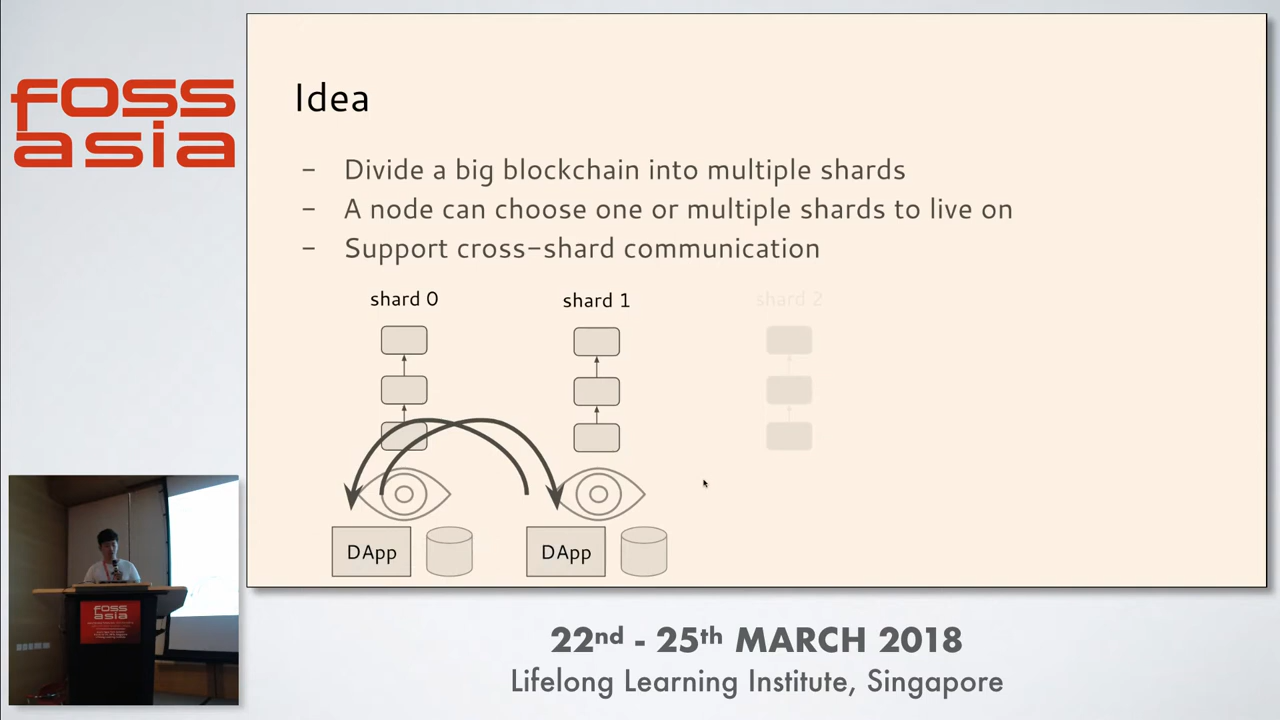 foss
asia
Idea
- Divide a big blockchain into multiple shards
- A node can choose one or multiple shards to live on
- Support cross-shard communication
shard 0
shard 1
shard 2
DApp
DApp
foss
asia
22nd - 25th MARCH 2018
Lifelong Learning Institute, Singapore